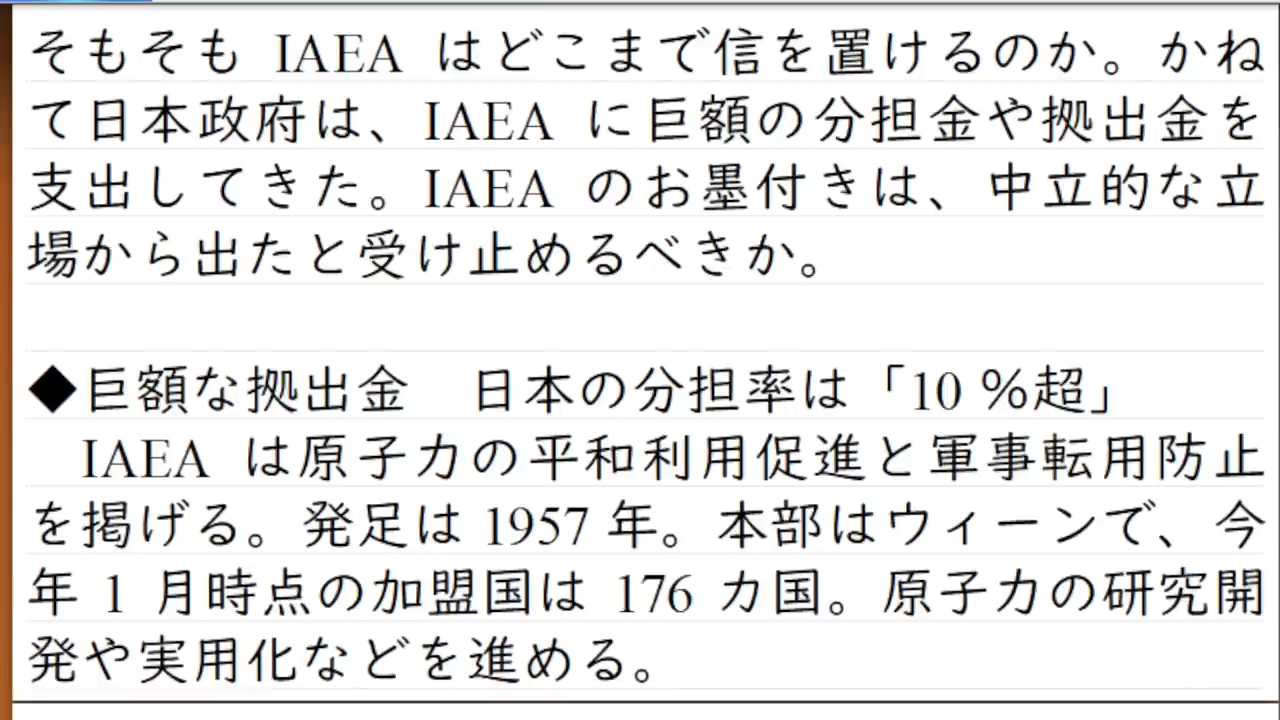 そもそも IAEA はどこまで信を置けるのか。かね
て日本政府は、IAEA に巨額の分担金や拠出金を
支出してきた。IAEA のお墨付きは、中立的な立
場から出たと受け止めるべきか。
◆巨額な拠出金　日本の分担率は「10 %超」
　IAEA は原子力の平和利用促進と軍事転用防止
を掲げる。発足は 1957 年。本部はウィーンで、今
年 1 月時点の加盟国は 176 カ国。原子力の研究開
発や実用化などを進める。